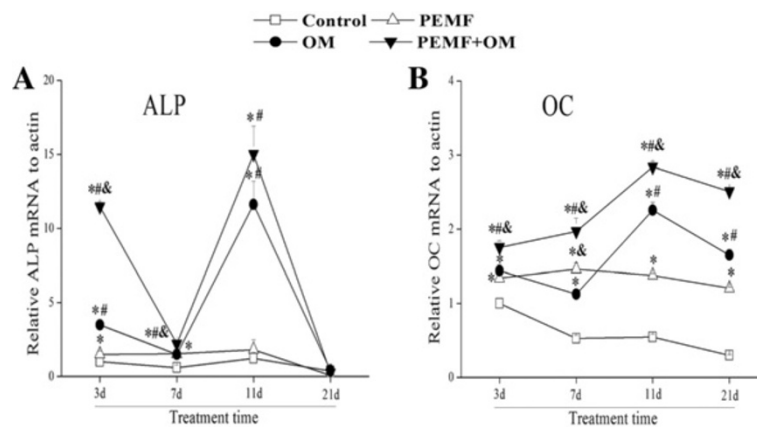 Control PEMF
OM PEMF+OM
A
ALP
Relative ALP mRNA to actin
20
15
10
5
0
*#&
*#
*
*#&
*
*#
*#
3d 7d 11d 21d
Treatment time
B
OC
Relative OC mRNA to actin
4
3
2
1
0
*#&
*
*
*#&
*&
*#&
*#
*
*#&
*#
*
3d 7d 11d 21d
Treatment time